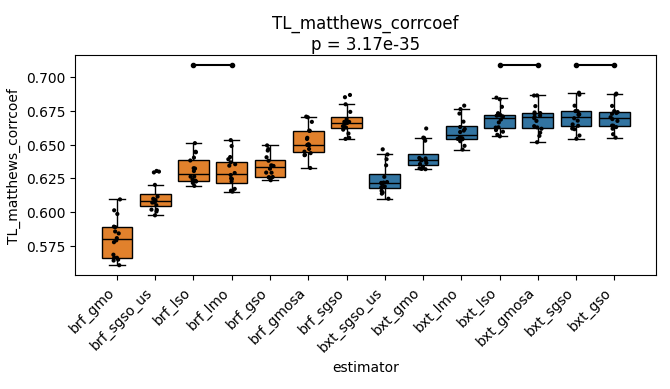 TL_matthews_corrcoef
p = 3.17e-35
TL_matthews_corrcoef
0.700
0.675
0.650
0.625
0.600
0.575
brf_gmo
brf_sgso_us
brf_lso
brf_lmo
brf_gso
brf_gmosa
brf_sgso
bxt_sgso_us
bxt_gmo
bxt_lmo
bxt_lso
bxt_gmosa
bxt_sgso
bxt_gso
estimator